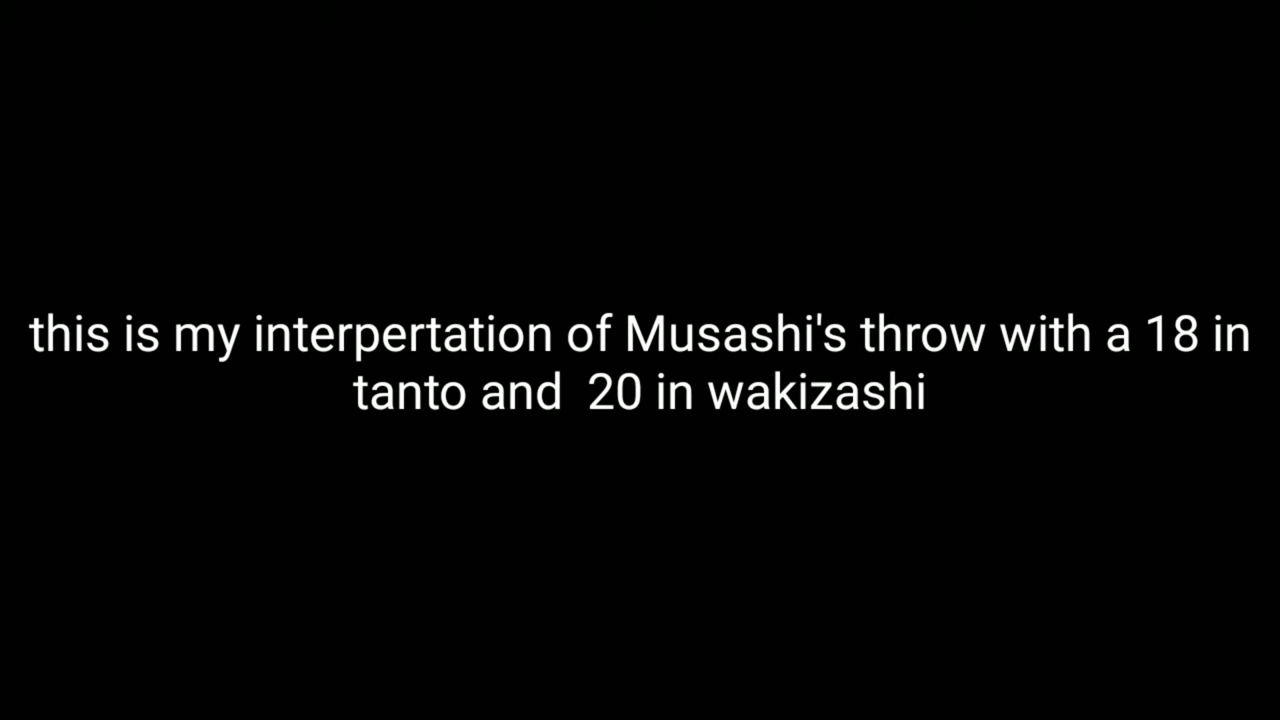 this is my interpertation of Musashi's throw with a 18 in
tanto and  20 in wakizashi